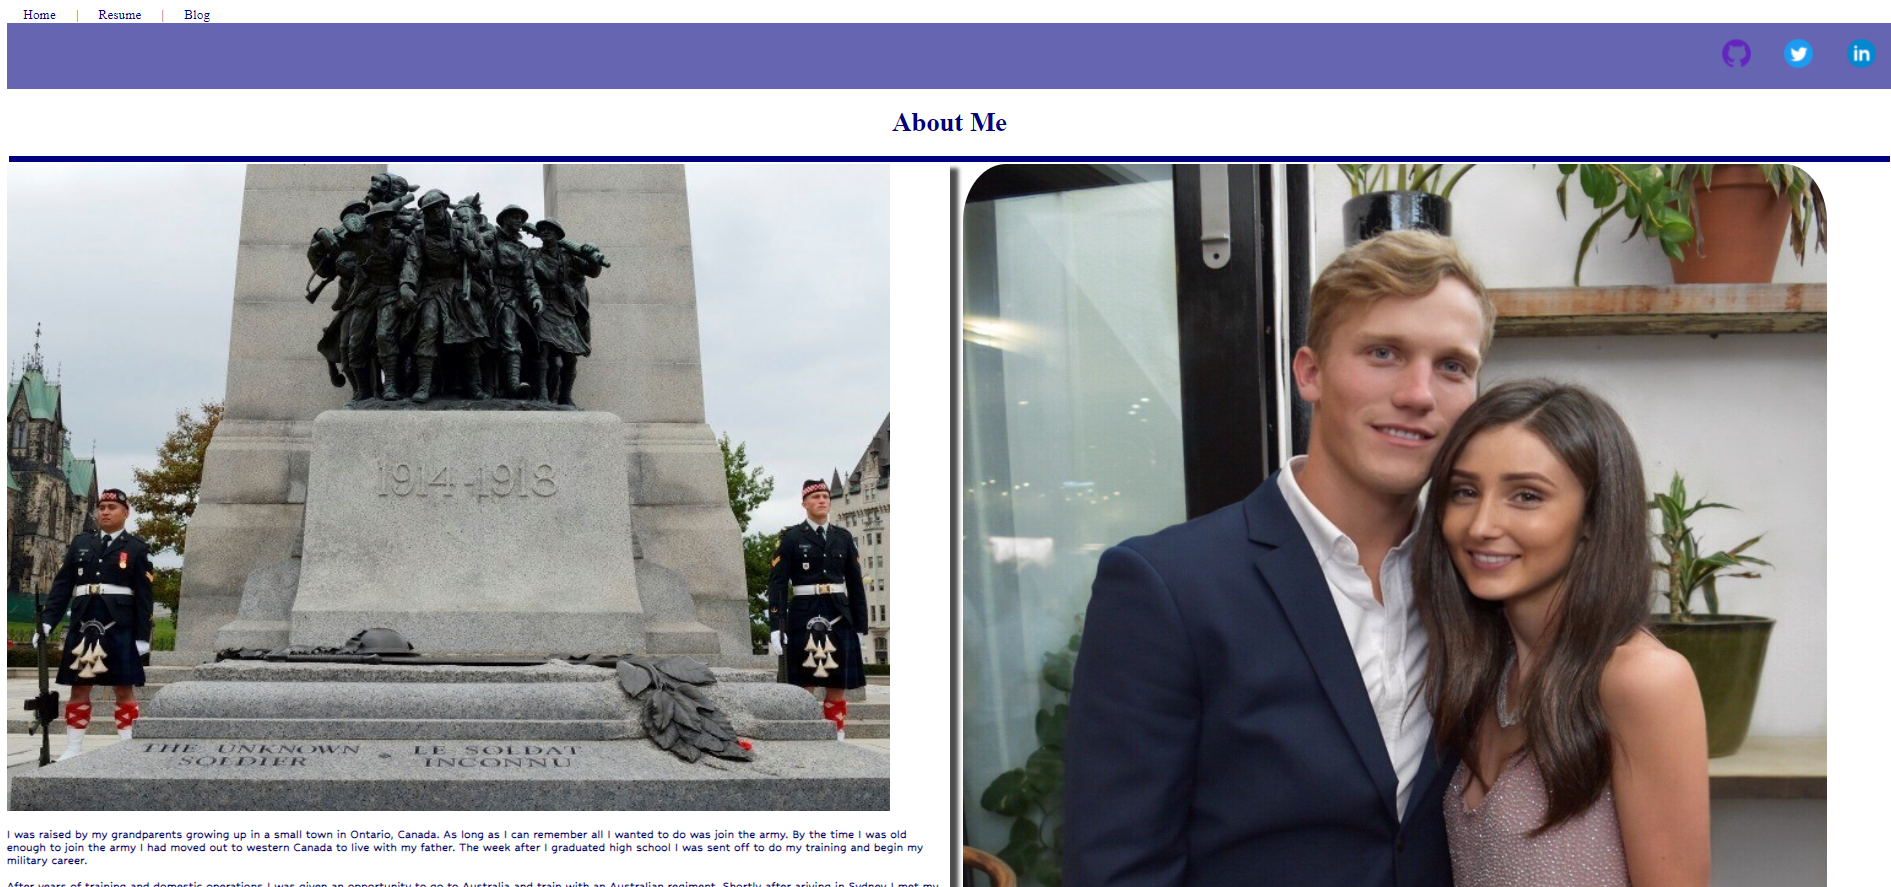 Home | Resume | Blog
in
About Me
1914-1918
THE UNKNOWN SOLDIER
LE SOLDAT INCONNU
I was raised by my grandparents growing up in a small town in Ontario, Canada. As long as I can remember all I wanted to do was join the army. By the time I was old
enough to join the army I had moved out to western Canada to live with my father. The week after I graduated high school I was sent off to do my training and begin my
military career.
After years of training and domestic operations I was given an opportunity to go to Australia and train with an Australian regiment. Shortly after ariving in Sydney I met my